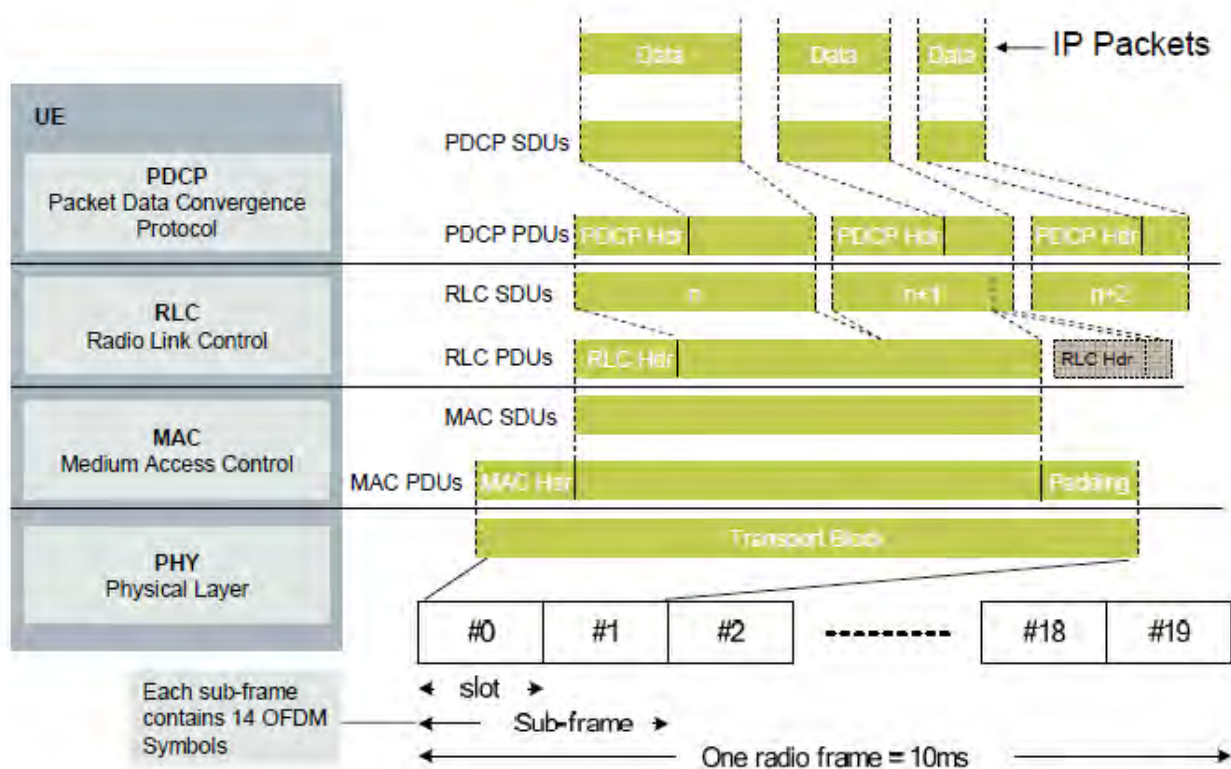 Data
Data
Data
IP Packets
UE
PDCP SDUs
PDCP
Packet Data Convergence
Protocol
PDCP PDUs
PDCP Hdr
PDCP Hdr
PDCP Hdr
RLC SDUs
n
n+1
n+2
RLC
Radio Link Control
RLC PDUs
RLC Hdr
RLC Hdr
MAC SDUs
MAC
Medium Access Control
MAC PDUs
MAC Hdr
Padding
Transport Block
PHY
Physical Layer
#0
#1
#2
#18
#19
Each sub-frame
contains 14 OFDM
Symbols
slot
Sub-frame
One radio frame = 10ms